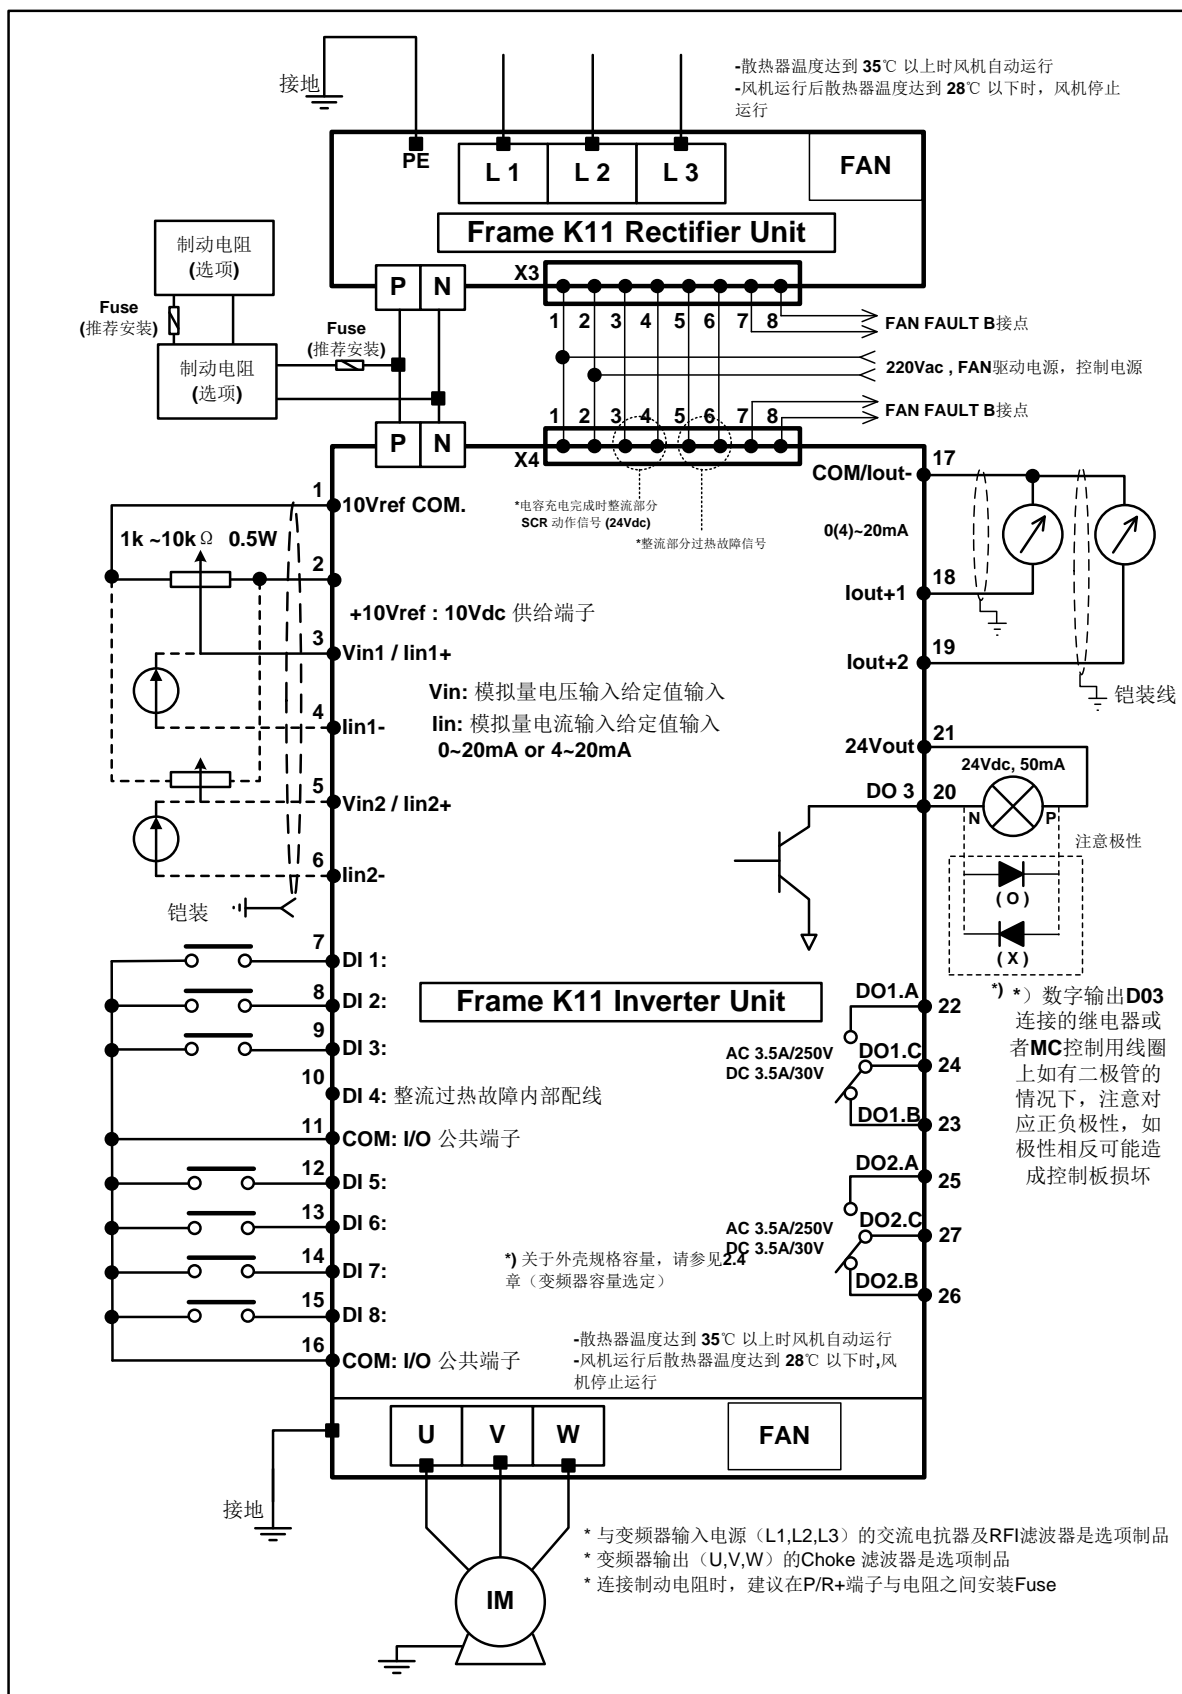 接地
-散热器温度达到 35℃ 以上时风机自动运行
-风机运行后散热器温度达到 28℃ 以下时，风机停止
运行
PE
L 1
L 2
L 3
FAN
Frame K11 Rectifier Unit
制动电阻
(选项)
Fuse
(推荐安装)
制动电阻
(选项)
Fuse
(推荐安装)
P
N
X3
1 2 3 4 5 6 7 8
FAN FAULT B接点
220Vac , FAN驱动电源，控制电源
FAN FAULT B接点
1 2 3 4 5 6 7 8
P
N
X4
*电容充电完成时整流部分
SCR 动作信号 (24Vdc)
*整流部分过热故障信号
1
10Vref COM.
1k ~10k Ω 0.5W
2
+10Vref : 10Vdc 供给端子
3
Vin1 / Iin1+
Vin: 模拟量电压输入给定值输入
4
Iin1-
Iin: 模拟量电流输入给定值输入
0~20mA or 4~20mA
5
Vin2 / Iin2+
6
Iin2-
铠装
COM/Iout-
17
0(4)~20mA
18
Iout+1
19
Iout+2
铠装线
21
24Vout
24Vdc, 50mA
DO 3
20
N
P
注意极性
( O )
( X )
7
DI 1:
8
DI 2:
9
DI 3:
10
DI 4: 整流过热故障内部配线
11
COM: I/O 公共端子
12
DI 5:
13
DI 6:
14
DI 7:
15
DI 8:
16
COM: I/O 公共端子
Frame K11 Inverter Unit
DO1.A
22
AC 3.5A/250V
DC 3.5A/30V
DO1.C
24
DO1.B
23
DO2.A
25
AC 3.5A/250V
DC 3.5A/30V
DO2.C
27
DO2.B
26
*) *）数字输出D03
连接的继电器或
者MC控制用线圈
上如有二极管的
情况下，注意对
应正负极性，如
极性相反可能造
成控制板损坏
*) 关于外壳规格容量，请参见2.4
章（变频器容量选定）
-散热器温度达到 35℃ 以上时风机自动运行
-风机运行后散热器温度达到 28℃ 以下时,风
机停止运行
U
V
W
FAN
接地
IM
* 与变频器输入电源（L1,L2,L3）的交流电抗器及RFI滤波器是选项制品
* 变频器输出（U,V,W）的Choke 滤波器是选项制品
* 连接制动电阻时，建议在P/R+端子与电阻之间安装Fuse